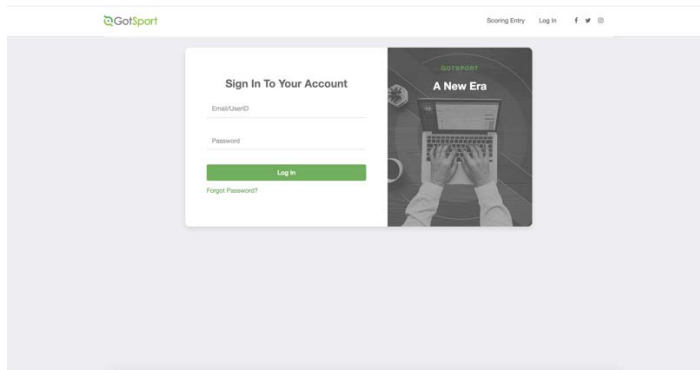 GotSport
Scoring Entry Log In
Sign In To Your Account
Email/UserID
Password
Log In
Forgot Password?
GOTSPORT
A New Era